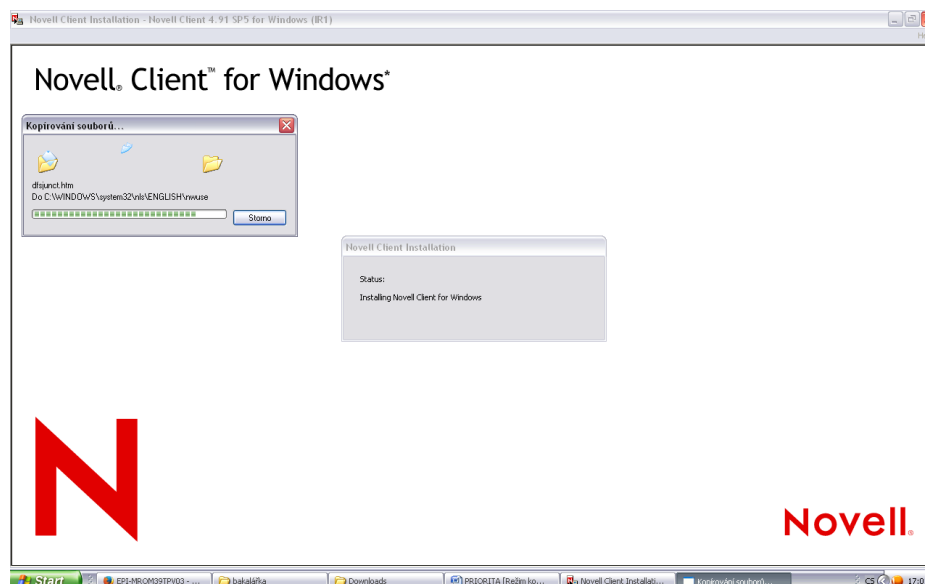 Novell Client Installation - Novell Client 4.91 SP5 for Windows (IR1)
Novell® Client™ for Windows*
Kopírování souborů...
dfsjunct.htm
Do C:\WINDOWS\system32\nls\ENGLISH\nwuse
Storno
Novell Client Installation
Status:
Installing Novell Client for Windows
N
Novell®
Start
EPI-MROM39TPV03 - ...
bakalářka
Downloads
PRIORITA [Režim ko...
Novell Client Installati...
Kopírování souborů...
CS
17:0